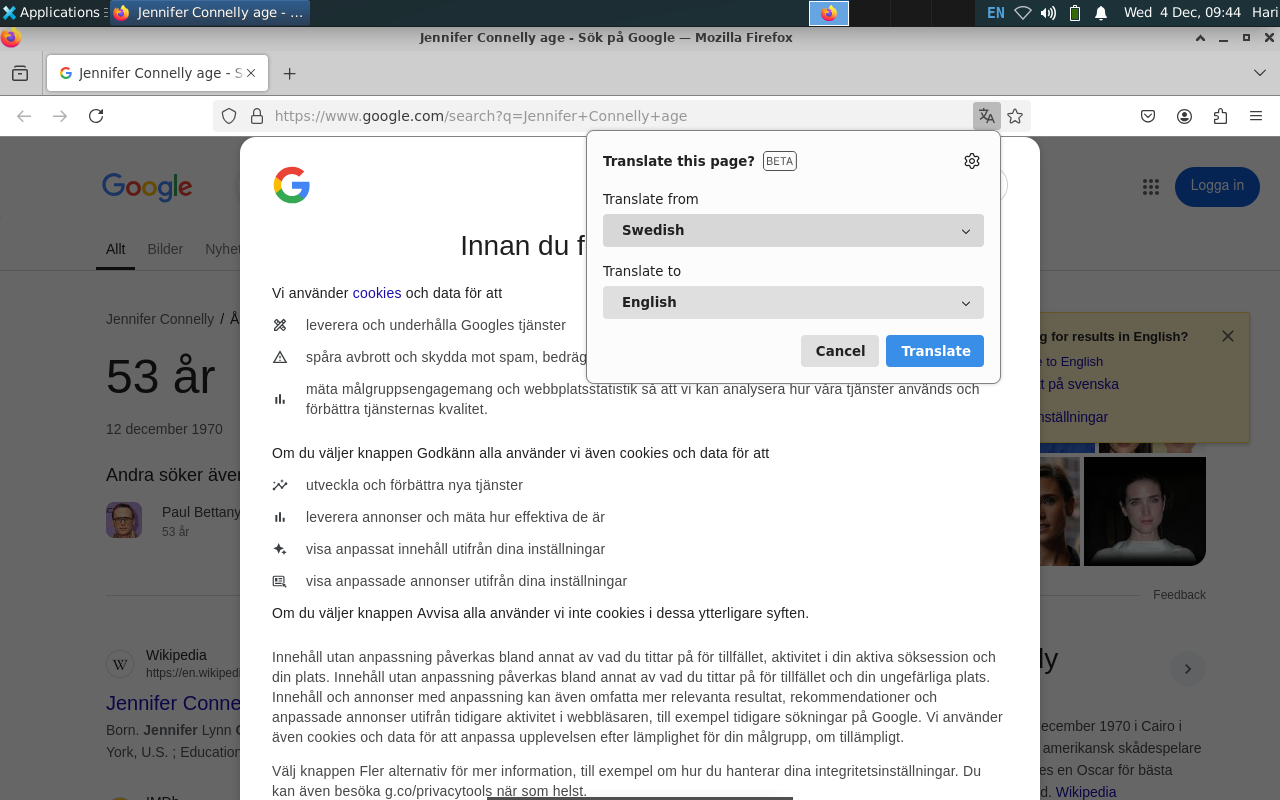 Applications
Jennifer Connelly age - ...
EN
Wed 4 Dec, 09:44
Hari
Jennifer Connelly age - Sök på Google — Mozilla Firefox
Jennifer Connelly age - S
https://www.google.com/search?q=Jennifer+Connelly+age
Translate this page? BETA
Translate from
Swedish
Translate to
English
Cancel
Translate
Google
Logga in
Allt
Bilder
Nyhet
Innan du f
Vi använder cookies och data för att
leverera och underhålla Googles tjänster
spåra avbrott och skydda mot spam, bedräg
mäta målgruppsengagemang och webbplatsstatistik så att vi kan analysera hur våra tjänster används och
förbättra tjänsternas kvalitet.
Om du väljer knappen Godkänn alla använder vi även cookies och data för att
utveckla och förbättra nya tjänster
leverera annonser och mäta hur effektiva de är
visa anpassat innehåll utifrån dina inställningar
visa anpassade annonser utifrån dina inställningar
Om du väljer knappen Avvisa alla använder vi inte cookies i dessa ytterligare syften.
Innehåll utan anpassning påverkas bland annat av vad du tittar på för tillfället, aktivitet i din aktiva söksession och
din plats. Innehåll utan anpassning påverkas bland annat av vad du tittar på för tillfället och din ungefärliga plats.
Innehåll och annonser med anpassning kan även omfatta mer relevanta resultat, rekommendationer och
anpassade annonser utifrån tidigare aktivitet i webbläsaren, till exempel tidigare sökningar på Google. Vi använder
även cookies och data för att anpassa upplevelsen efter lämplighet för din målgrupp, om tillämpligt.
Välj knappen Fler alternativ för mer information, till exempel om hur du hanterar dina integritetsinställningar. Du
kan även besöka g.co/privacytools när som helst.
Jennifer Connelly / Å
53 år
12 december 1970
Andra söker även
Paul Bettany
53 år
W
Wikipedia
https://en.wikipedi
Jennifer Conne
Born. Jennifer Lynn C
York, U.S. ; Education
g for results in English?
e to English
t på svenska
nställningar
Feedback
ly
ecember 1970 i Cairo i
amerikansk skådespelare
es en Oscar för bästa
d. Wikipedia